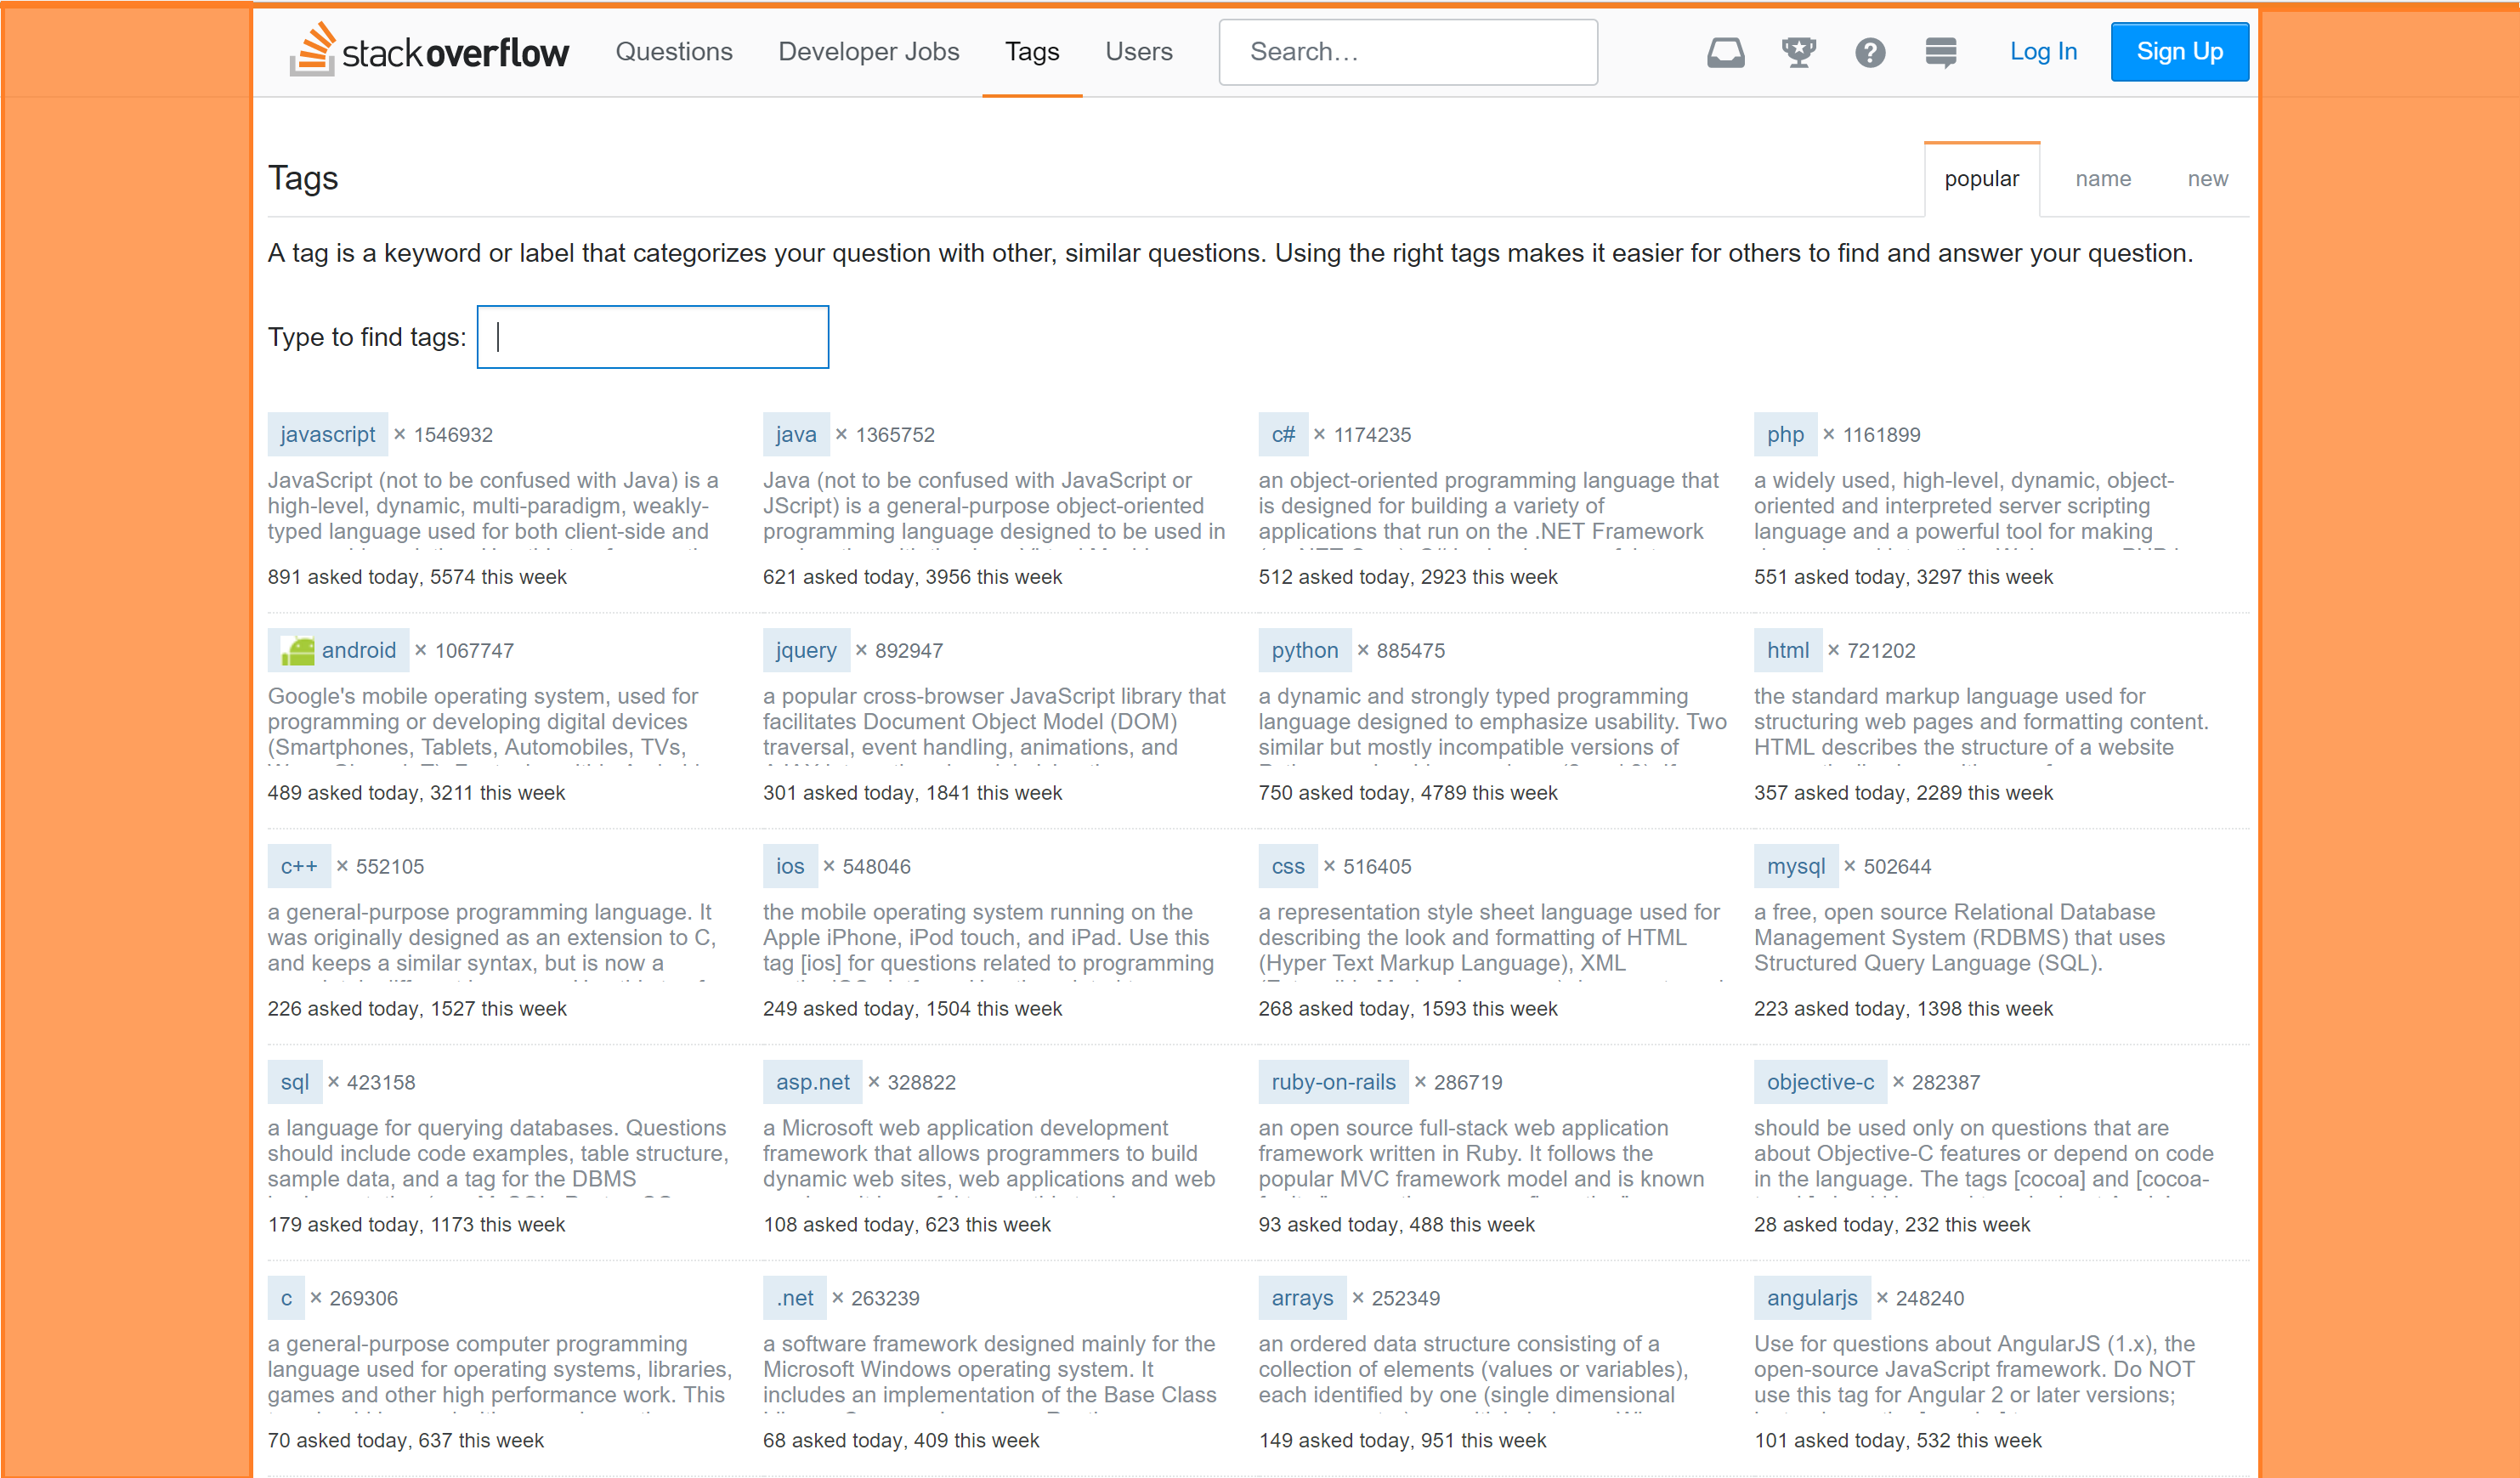 stackoverflow Questions Developer Jobs Tags Users Search... Log In Sign Up
Tags popular name new
A tag is a keyword or label that categorizes your question with other, similar questions. Using the right tags makes it easier for others to find and answer your question.
Type to find tags:
javascript × 1546932
JavaScript (not to be confused with Java) is a
high-level, dynamic, multi-paradigm, weakly-
typed language used for both client-side and
891 asked today, 5574 this week
java × 1365752
Java (not to be confused with JavaScript or
JScript) is a general-purpose object-oriented
programming language designed to be used in
621 asked today, 3956 this week
c# × 1174235
an object-oriented programming language that
is designed for building a variety of
applications that run on the .NET Framework
512 asked today, 2923 this week
php × 1161899
a widely used, high-level, dynamic, object-
oriented and interpreted server scripting
language and a powerful tool for making
551 asked today, 3297 this week
android × 1067747
Google's mobile operating system, used for
programming or developing digital devices
(Smartphones, Tablets, Automobiles, TVs,
489 asked today, 3211 this week
jquery × 892947
a popular cross-browser JavaScript library that
facilitates Document Object Model (DOM)
traversal, event handling, animations, and
301 asked today, 1841 this week
python × 885475
a dynamic and strongly typed programming
language designed to emphasize usability. Two
similar but mostly incompatible versions of
750 asked today, 4789 this week
html × 721202
the standard markup language used for
structuring web pages and formatting content.
HTML describes the structure of a website
357 asked today, 2289 this week
c++ × 552105
a general-purpose programming language. It
was originally designed as an extension to C,
and keeps a similar syntax, but is now a
226 asked today, 1527 this week
ios × 548046
the mobile operating system running on the
Apple iPhone, iPod touch, and iPad. Use this
tag [ios] for questions related to programming
249 asked today, 1504 this week
css × 516405
a representation style sheet language used for
describing the look and formatting of HTML
(Hyper Text Markup Language), XML
268 asked today, 1593 this week
mysql × 502644
a free, open source Relational Database
Management System (RDBMS) that uses
Structured Query Language (SQL).
223 asked today, 1398 this week
sql × 423158
a language for querying databases. Questions
should include code examples, table structure,
sample data, and a tag for the DBMS
179 asked today, 1173 this week
asp.net × 328822
a Microsoft web application development
framework that allows programmers to build
dynamic web sites, web applications and web
108 asked today, 623 this week
ruby-on-rails × 286719
an open source full-stack web application
framework written in Ruby. It follows the
popular MVC framework model and is known
93 asked today, 488 this week
objective-c × 282387
should be used only on questions that are
about Objective-C features or depend on code
in the language. The tags [cocoa] and [cocoa-
28 asked today, 232 this week
c × 269306
a general-purpose computer programming
language used for operating systems, libraries,
games and other high performance work. This
70 asked today, 637 this week
.net × 263239
a software framework designed mainly for the
Microsoft Windows operating system. It
includes an implementation of the Base Class
68 asked today, 409 this week
arrays × 252349
an ordered data structure consisting of a
collection of elements (values or variables),
each identified by one (single dimensional
149 asked today, 951 this week
angularjs × 248240
Use for questions about AngularJS (1.x), the
open-source JavaScript framework. Do NOT
use this tag for Angular 2 or later versions;
101 asked today, 532 this week